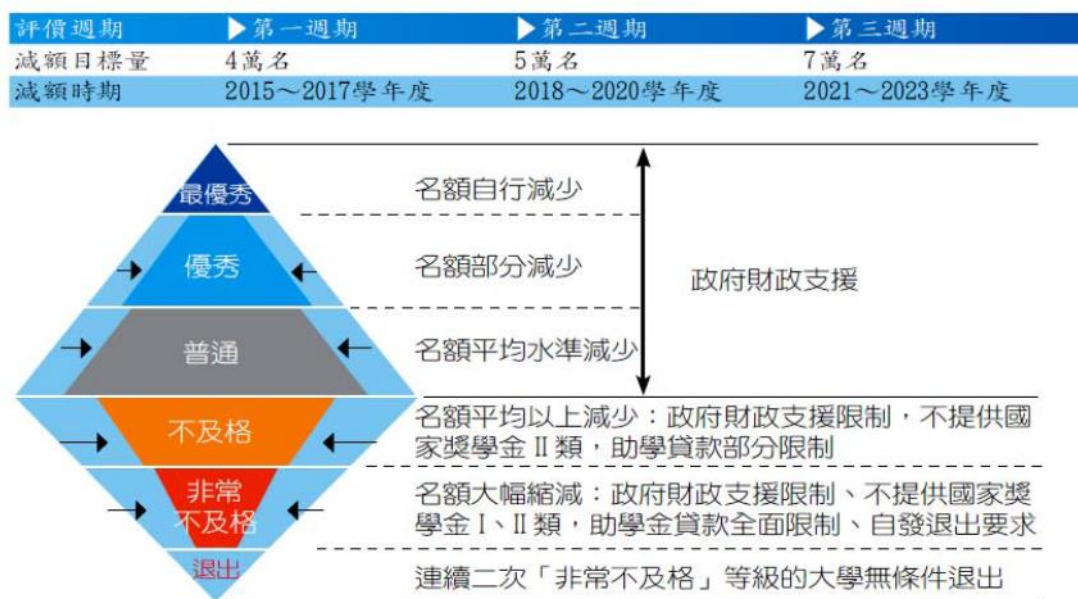 評價週期 ▶第一週期 ▶第二週期 ▶第三週期
減額目標量 4萬名 5萬名 7萬名
減額時期 2015～2017學年度 2018～2020學年度 2021～2023學年度
最優秀 名額自行減少
優秀 名額部分減少
政府財政支援
普通 名額平均水準減少
不及格
名額平均以上減少：政府財政支援限制，不提供國
家獎學金 II 類，助學貸款部分限制
非常
不及格
名額大幅縮減：政府財政支援限制、不提供國家獎
學金 I、II 類，助學金貸款全面限制、自發退出要求
退出 連續二次「非常不及格」等級的大學無條件退出